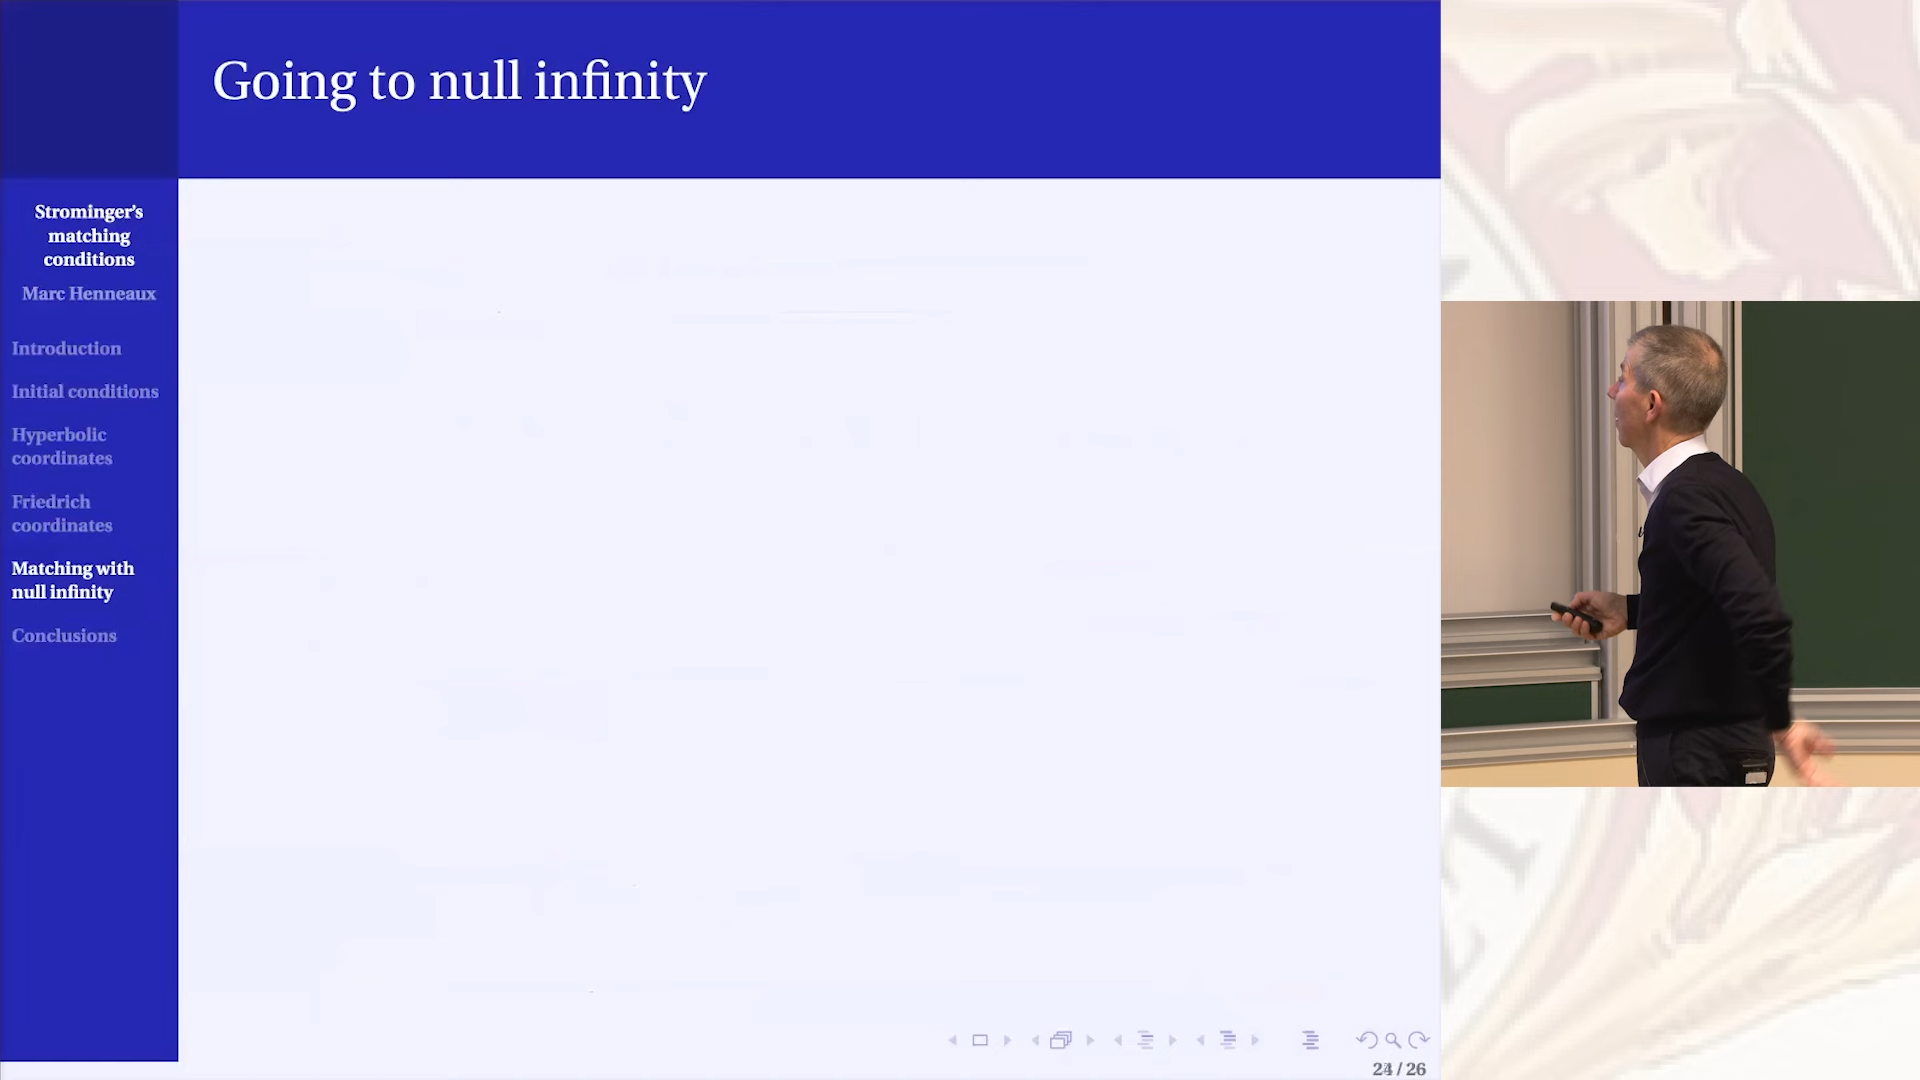 Going to null infinity
Strominger's
matching
conditions
Marc Henneaux
Introduction
Initial conditions
Hyperbolic
coordinates
Friedrich
coordinates
Matching with
null infinity
Conclusions
24 / 26